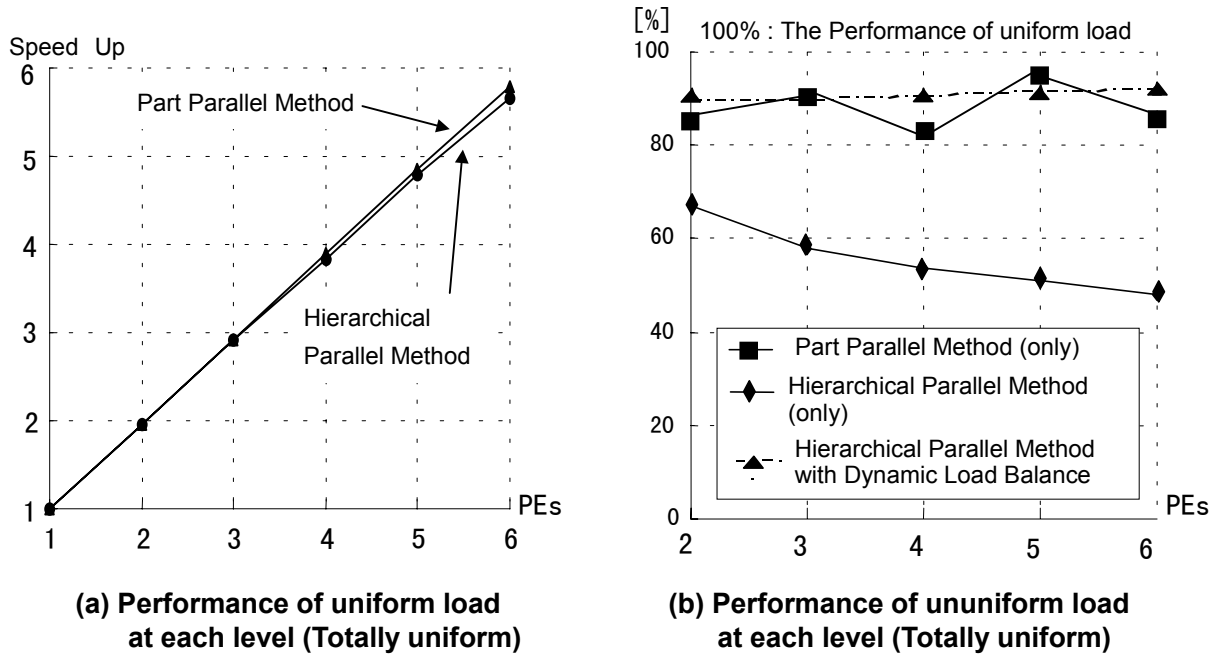 Speed Up
6
5
4
3
2
1
Part Parallel Method
Hierarchical
Parallel Method
PEs
1 2 3 4 5 6
(a) Performance of uniform load
at each level (Totally uniform)
[%]
100% : The Performance of uniform load
100
80
60
40
20
0
Part Parallel Method (only)
Hierarchical Parallel Method
(only)
Hierarchical Parallel Method
with Dynamic Load Balance
PEs
2 3 4 5 6
(b) Performance of ununiform load
at each level (Totally uniform)